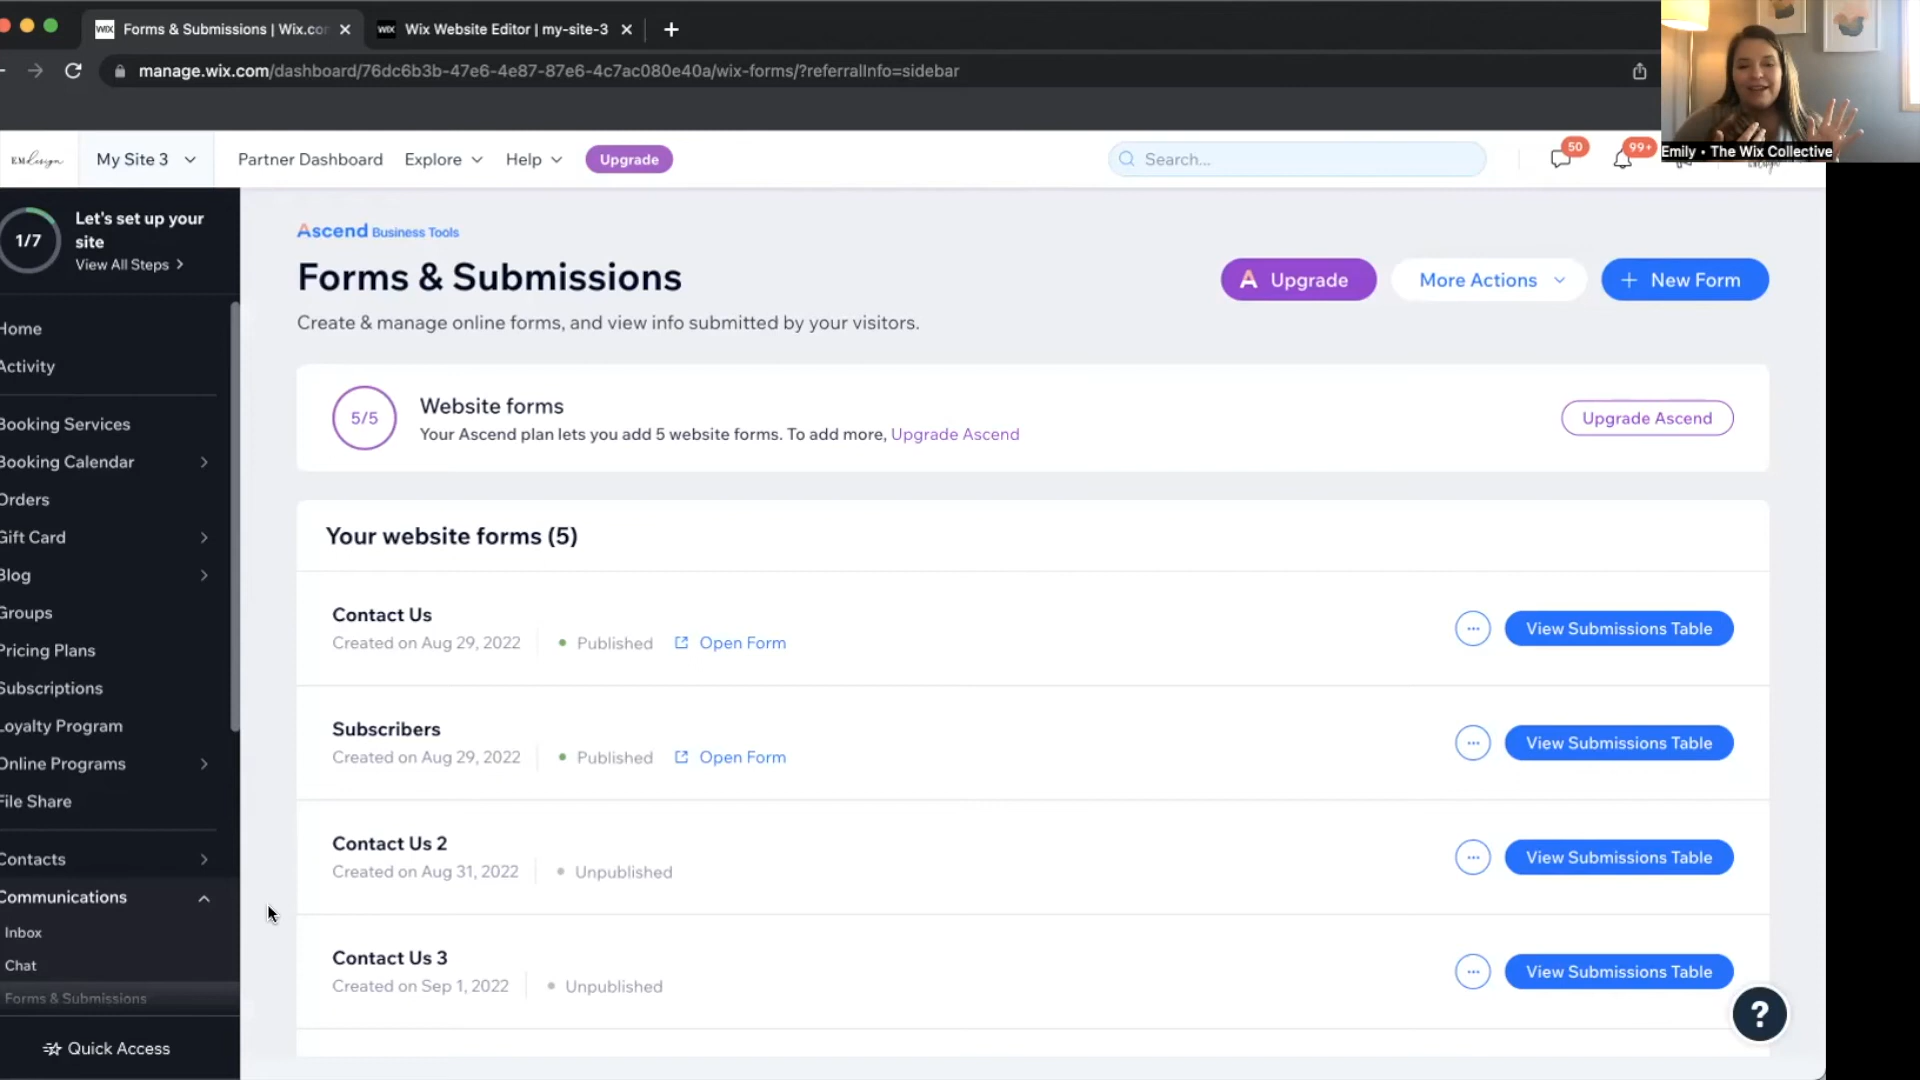 Forms & Submissions | Wix.com
Wix Website Editor | my-site-3
manage.wix.com/dashboard/76dc6b3b-47e6-4e87-87e6-4c7ac080e40a/wix-forms/?referralInfo=sidebar
Emily • The Wix Collective
EMdesign
My Site 3
Partner Dashboard
Explore
Help
Upgrade
Search...
50
99+
1/7
Let's set up your
site
View All Steps >
Home
Activity
Booking Services
Booking Calendar
Orders
Gift Card
Blog
Groups
Pricing Plans
Subscriptions
Loyalty Program
Online Programs
File Share
Contacts
Communications
Inbox
Chat
Forms & Submissions
Quick Access
Ascend Business Tools
Forms & Submissions
Create & manage online forms, and view info submitted by your visitors.
A Upgrade
More Actions
+ New Form
5/5
Website forms
Your Ascend plan lets you add 5 website forms. To add more, Upgrade Ascend
Upgrade Ascend
Your website forms (5)
Contact Us
Created on Aug 29, 2022 • Published Open Form
View Submissions Table
Subscribers
Created on Aug 29, 2022 • Published Open Form
View Submissions Table
Contact Us 2
Created on Aug 31, 2022 • Unpublished
View Submissions Table
Contact Us 3
Created on Sep 1, 2022 • Unpublished
View Submissions Table
?